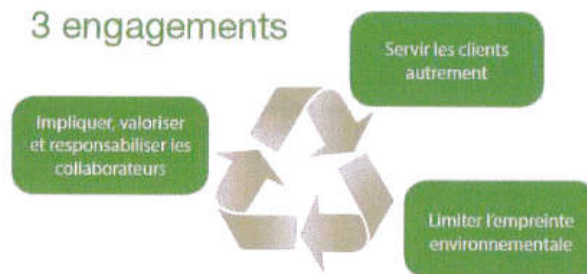 3 engagements
Servir les clients
autrement
Impliquer, valoriser
et responsabiliser les
collaborateurs
Limiter l'empreinte
environnementale